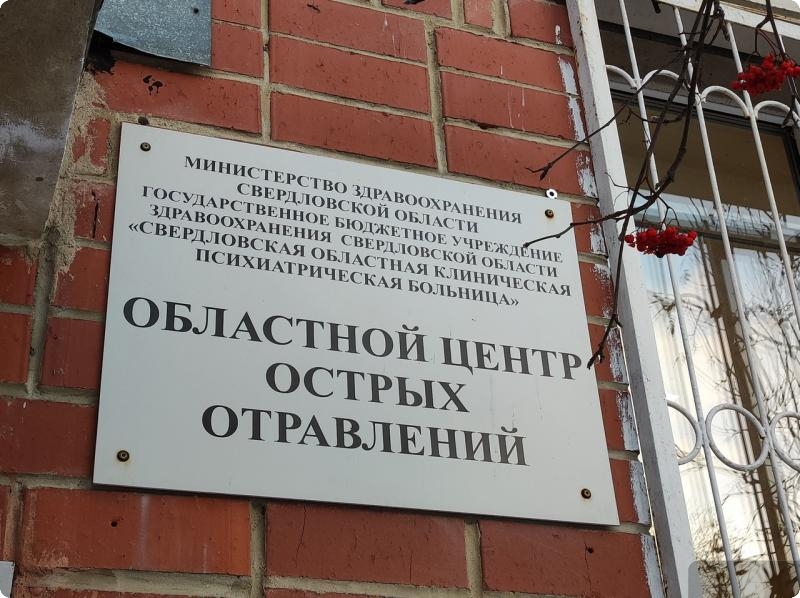 МИНИСТЕРСТВО ЗДРАВООХРАНЕНИЯ
СВЕРДЛОВСКОЙ ОБЛАСТИ
ГОСУДАРСТВЕННОЕ БЮДЖЕТНОЕ УЧРЕЖДЕНИЕ
ЗДРАВООХРАНЕНИЯ СВЕРДЛОВСКОЙ ОБЛАСТИ
«СВЕРДЛОВСКАЯ ОБЛАСТНАЯ КЛИНИЧЕСКАЯ
ПСИХИАТРИЧЕСКАЯ БОЛЬНИЦА»
ОБЛАСТНОЙ ЦЕНТР
ОСТРЫХ
ОТРАВЛЕНИЙ